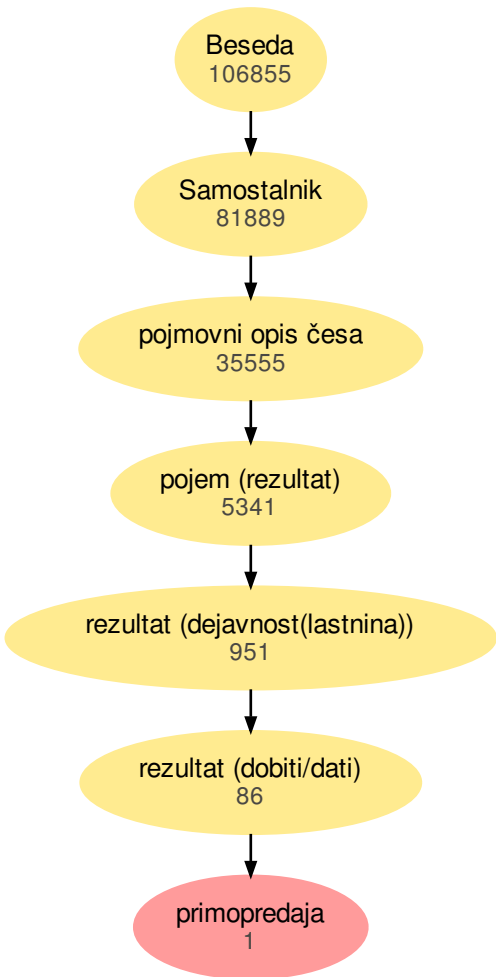 Beseda
106855
Samostalnik
81889
pojmovni opis česa
35555
pojem (rezultat)
5341
rezultat (dejavnost(lastnina))
951
rezultat (dobiti/dati)
86
primopredaja
1